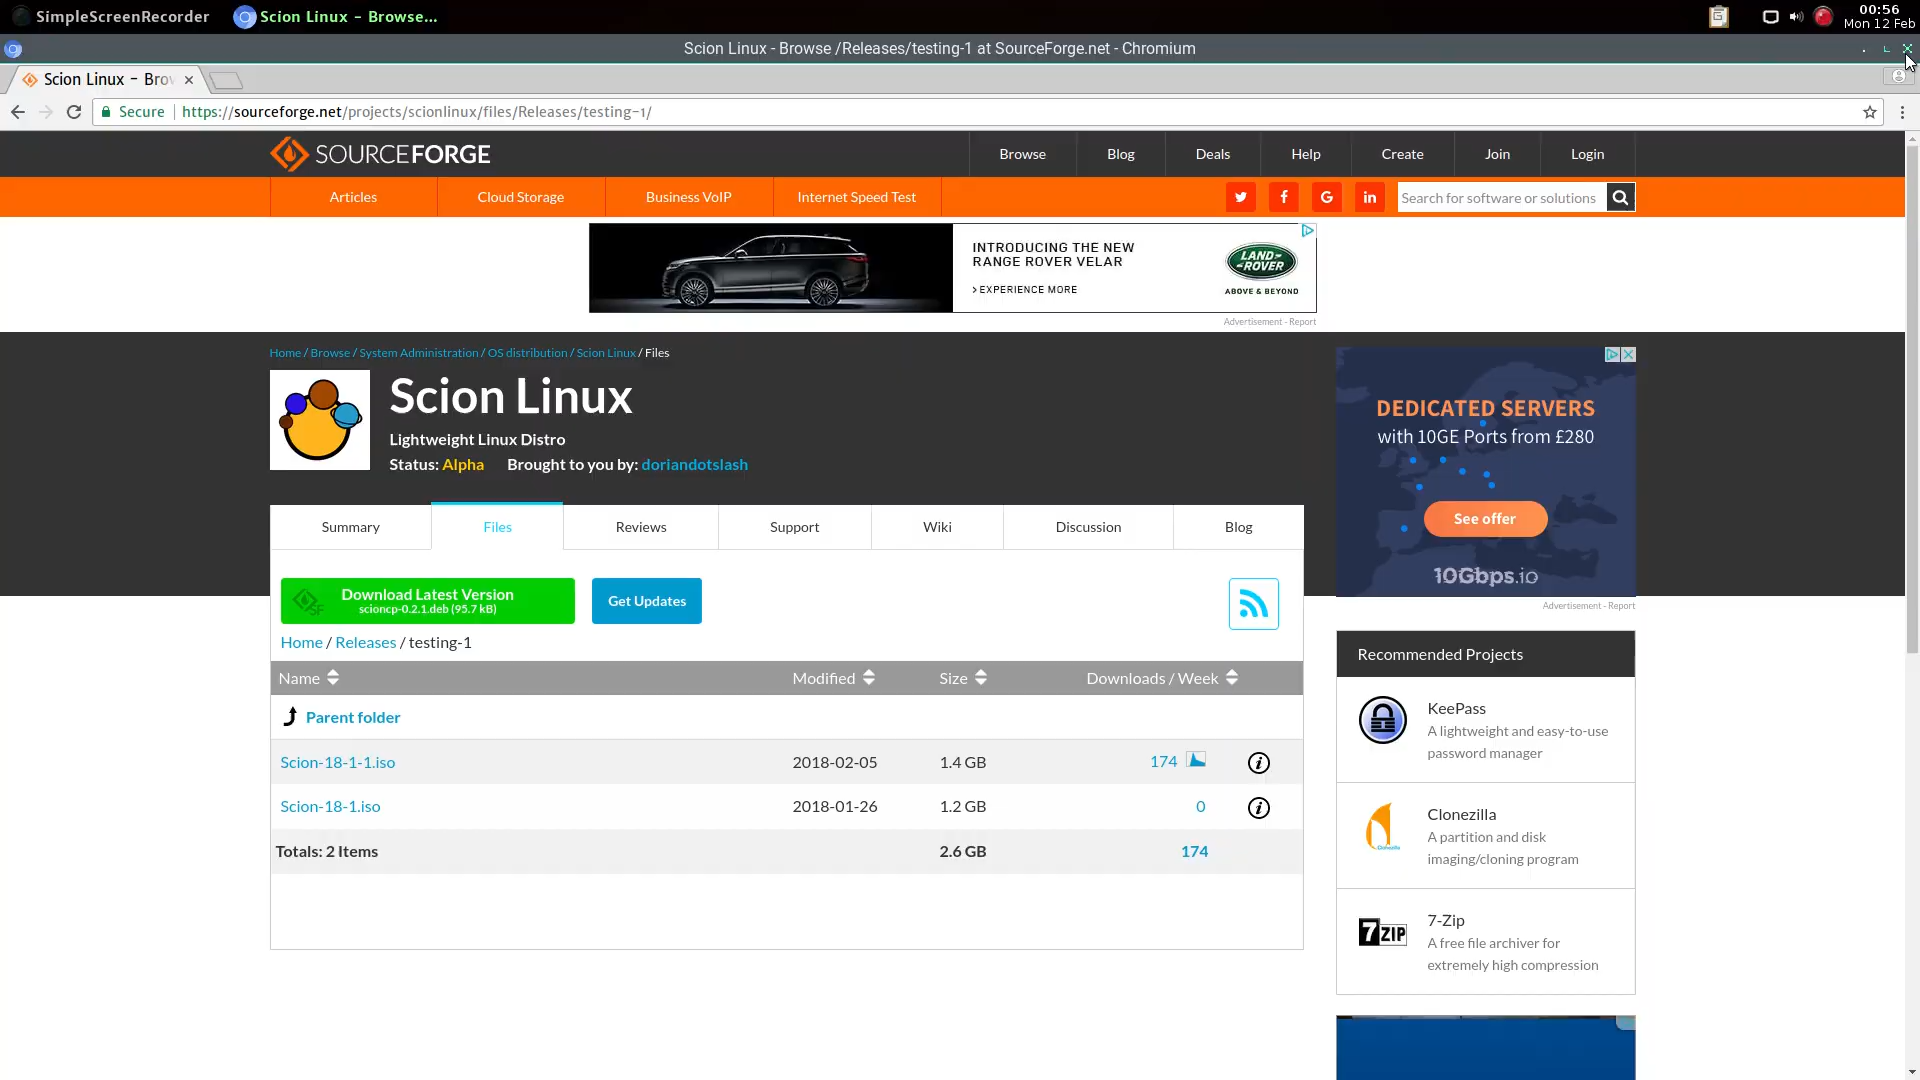 SimpleScreenRecorder
Scion Linux - Browse...
00:56
Mon 12 Feb
Scion Linux - Browse /Releases/testing-1 at SourceForge.net - Chromium
Scion Linux - Brow
Secure
https://sourceforge.net/projects/scionlinux/files/Releases/testing-1/
SOURCEFORGE
Browse
Blog
Deals
Help
Create
Join
Login
Articles
Cloud Storage
Business VoIP
Internet Speed Test
Search for software or solutions
INTRODUCING THE NEW
RANGE ROVER VELAR
> EXPERIENCE MORE
LAND-
ROVER
ABOVE & BEYOND
Advertisement - Report
Home / Browse / System Administration / OS distribution / Scion Linux / Files
Scion Linux
Lightweight Linux Distro
Status: Alpha Brought to you by: doriandotslash
DEDICATED SERVERS
with 10GE Ports from £280
See offer
10Gbps.io
Advertisement - Report
Summary
Files
Reviews
Support
Wiki
Discussion
Blog
SF
Download Latest Version
scioncp-0.2.1.deb (95.7 kB)
Get Updates
Home / Releases / testing-1
Name Modified Size Downloads / Week
Parent folder
Scion-18-1-1.iso 2018-02-05 1.4 GB 174 i
Scion-18-1.iso 2018-01-26 1.2 GB 0 i
Totals: 2 Items 2.6 GB 174
Recommended Projects
KeePass
A lightweight and easy-to-use
password manager
Clonezilla
Clonezilla
A partition and disk
imaging/cloning program
7ZIP
7-Zip
A free file archiver for
extremely high compression